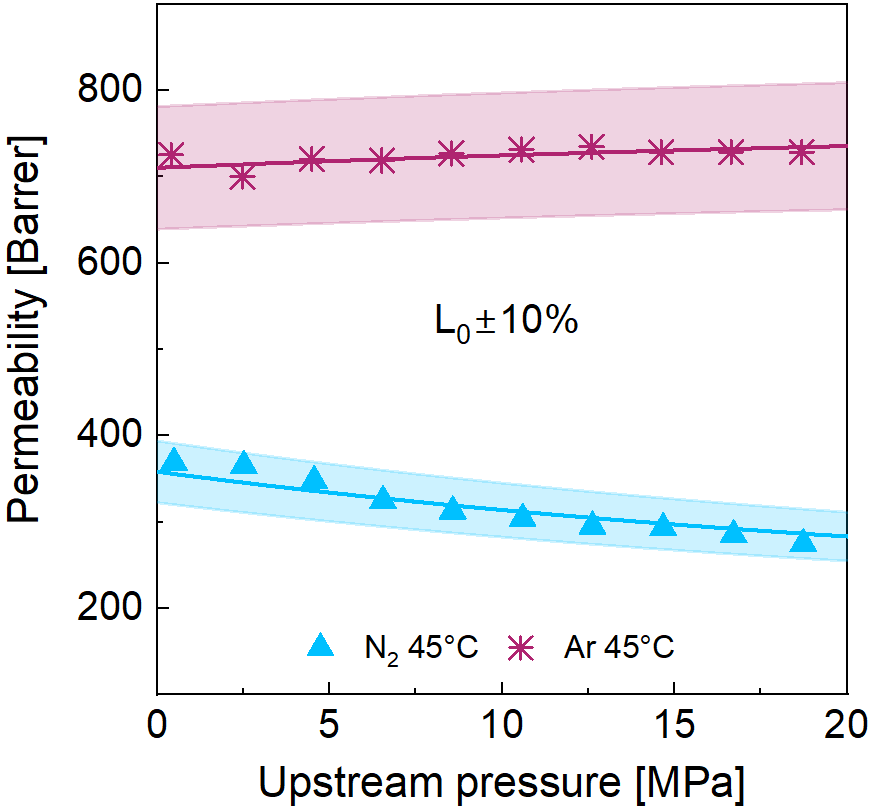 800
600
400
200
Permeability [Barrer]
L₀±10%
N₂ 45°C
Ar 45°C
0 5 10 15 20
Upstream pressure [MPa]